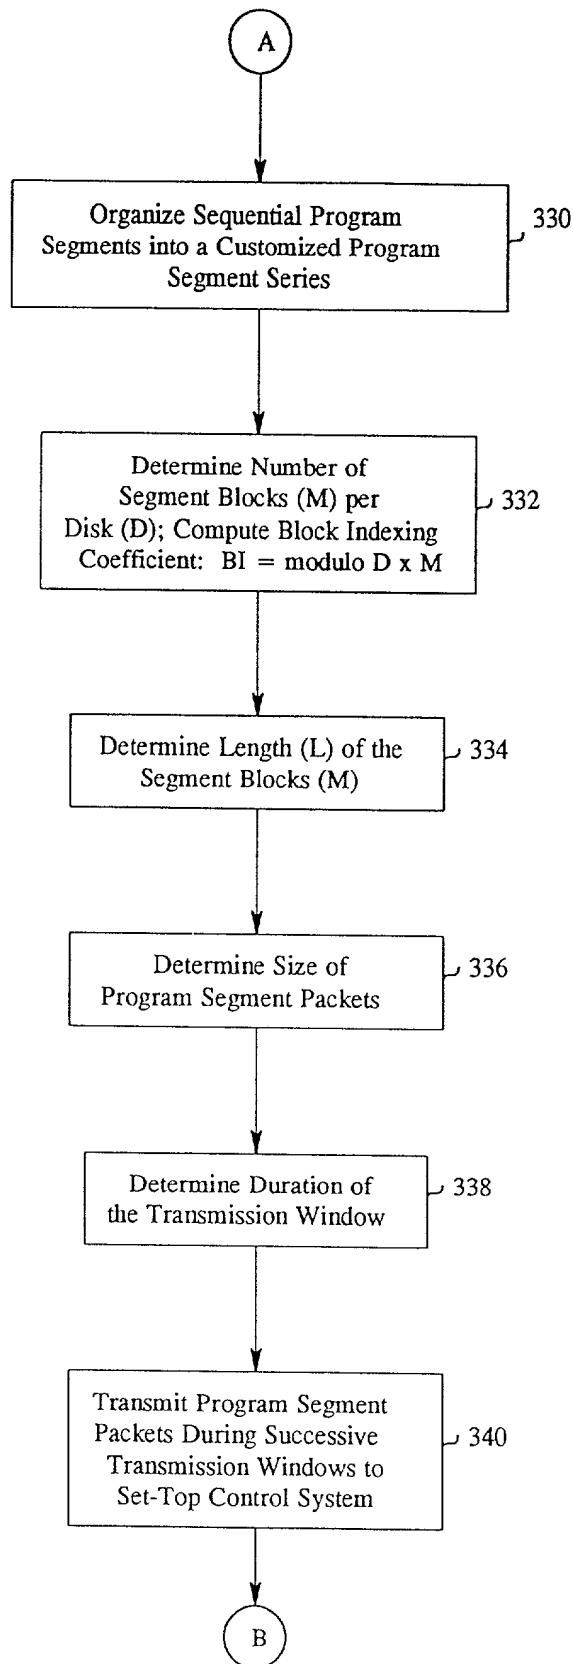 A
Organize Sequential Program
Segments into a Customized Program
Segment Series
330
Determine Number of
Segment Blocks (M) per
Disk (D); Compute Block Indexing
Coefficient: BI = modulo D x M
332
Determine Length (L) of the
Segment Blocks (M)
334
Determine Size of
Program Segment Packets
336
Determine Duration of
the Transmission Window
338
Transmit Program Segment
Packets During Successive
Transmission Windows to
Set-Top Control System
340
B